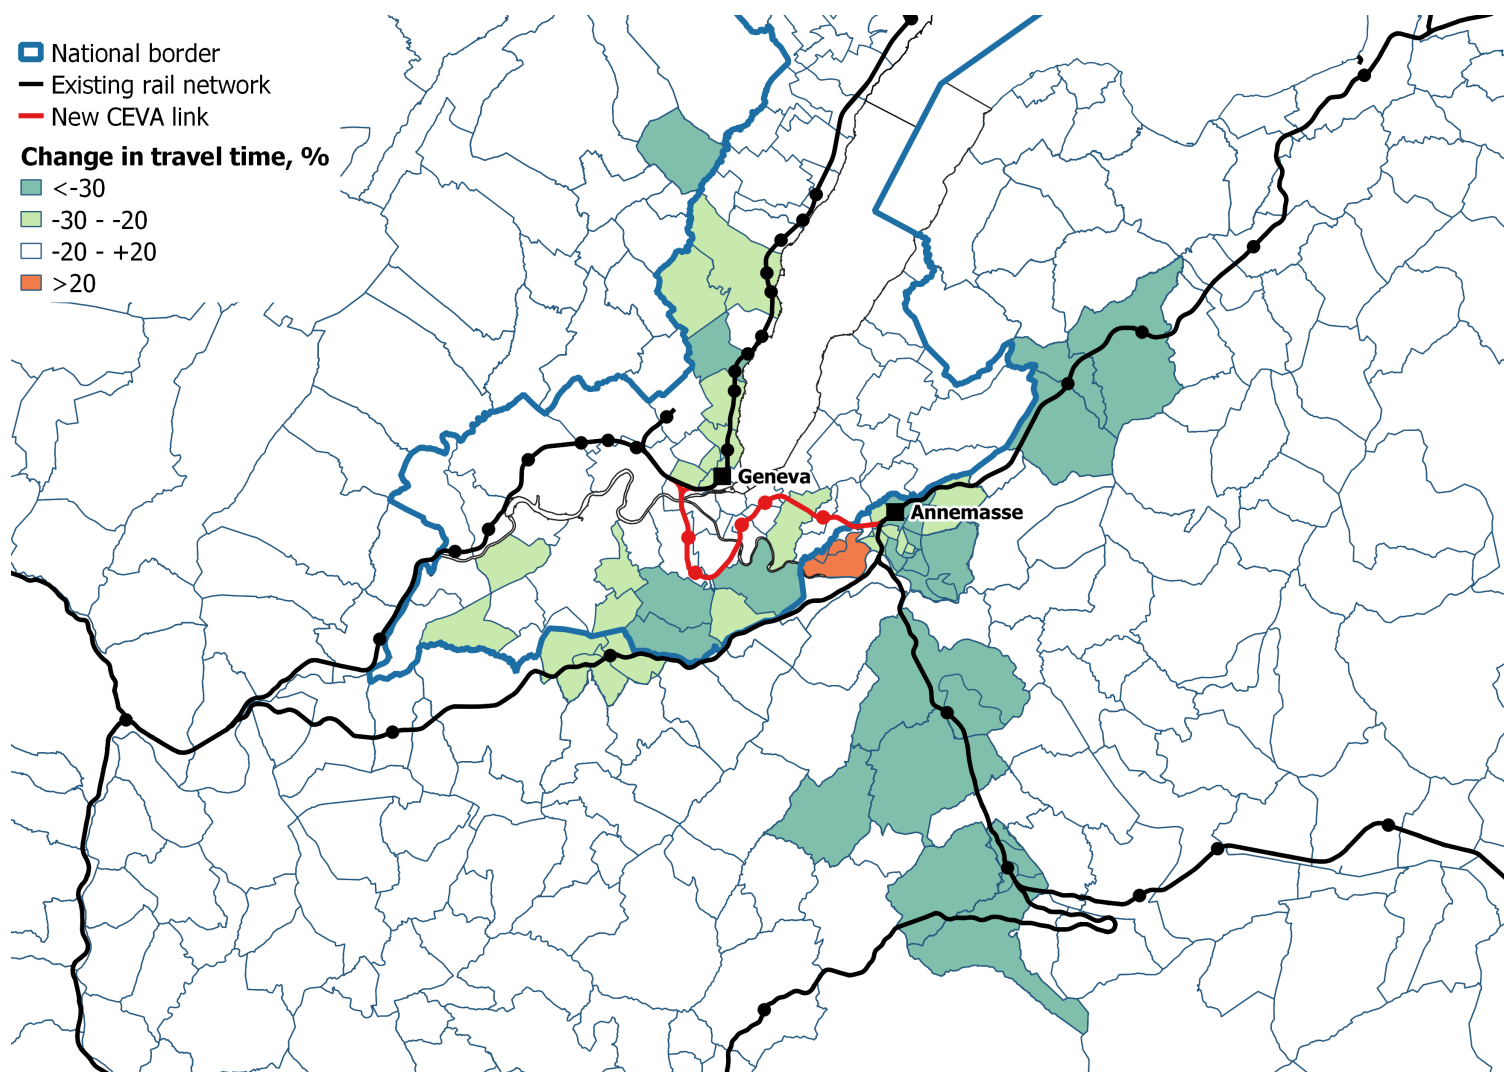 National border
Existing rail network
New CEVA link
Change in travel time, %
<-30
-30 - -20
-20 - +20
>20
Geneva
Annemasse